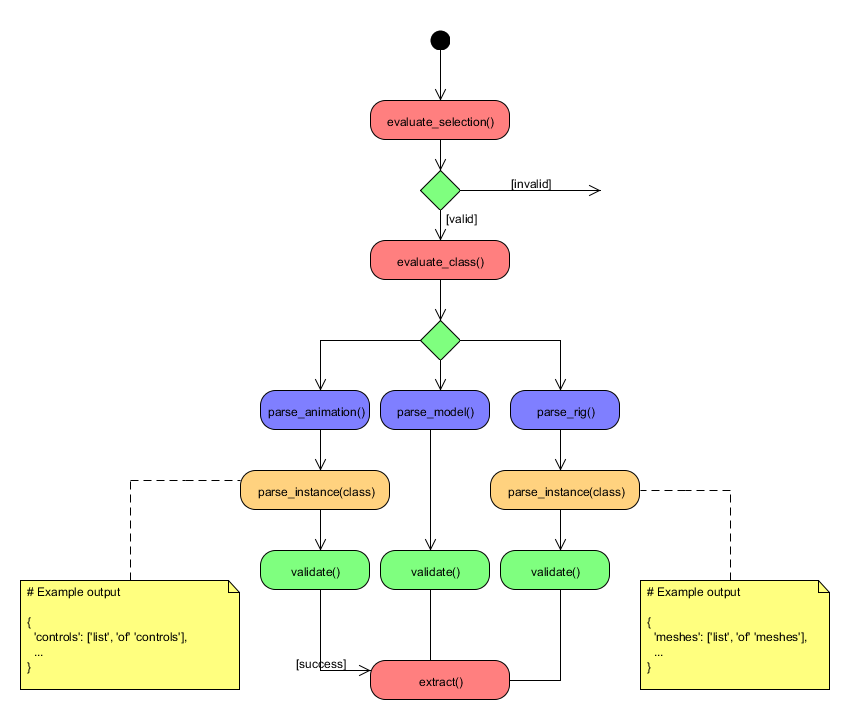 evaluate_selection()
[invalid]
[valid]
evaluate_class()
parse_animation()
parse_model()
parse_rig()
parse_instance(class)
parse_instance(class)
validate()
validate()
validate()
# Example output
{
'controls': ['list', 'of' 'controls'],
...
}
# Example output
{
'meshes': ['list', 'of' 'meshes'],
...
}
[success]
extract()